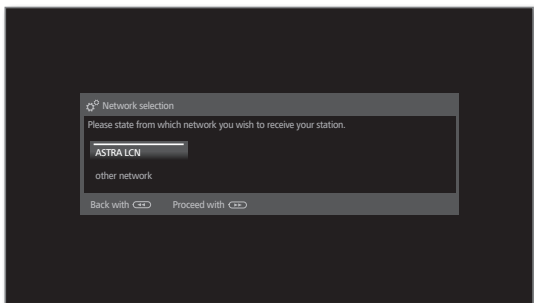 Network selection
Please state from which network you wish to receive your station.
ASTRA LCN
other network
Back with Proceed with